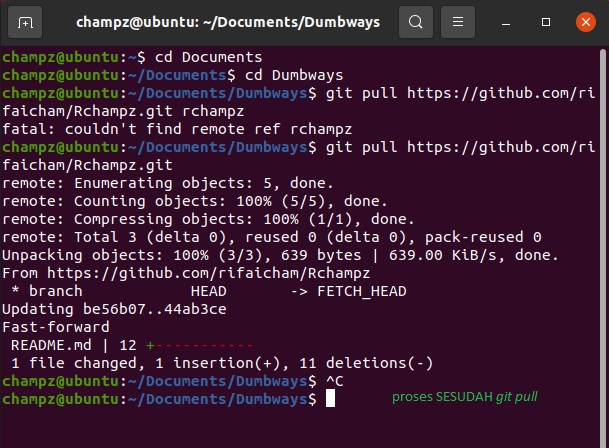 champz@ubuntu: ~/Documents/Dumbways
champz@ubuntu:~$ cd Documents
champz@ubuntu:~/Documents$ cd Dumbways
champz@ubuntu:~/Documents/Dumbways$ git pull https://github.com/ri
faicham/Rchampz.git rchampz
fatal: couldn't find remote ref rchampz
champz@ubuntu:~/Documents/Dumbways$ git pull https://github.com/ri
faicham/Rchampz.git
remote: Enumerating objects: 5, done.
remote: Counting objects: 100% (5/5), done.
remote: Compressing objects: 100% (1/1), done.
remote: Total 3 (delta 0), reused 0 (delta 0), pack-reused 0
Unpacking objects: 100% (3/3), 639 bytes | 639.00 KiB/s, done.
From https://github.com/rifaicham/Rchampz
 * branch            HEAD       -> FETCH_HEAD
Updating be56b07..44ab3ce
Fast-forward
 README.md | 12 +-----------
 1 file changed, 1 insertion(+), 11 deletions(-)
champz@ubuntu:~/Documents/Dumbways$ ^C
champz@ubuntu:~/Documents/Dumbways$
proses SESUDAH git pull